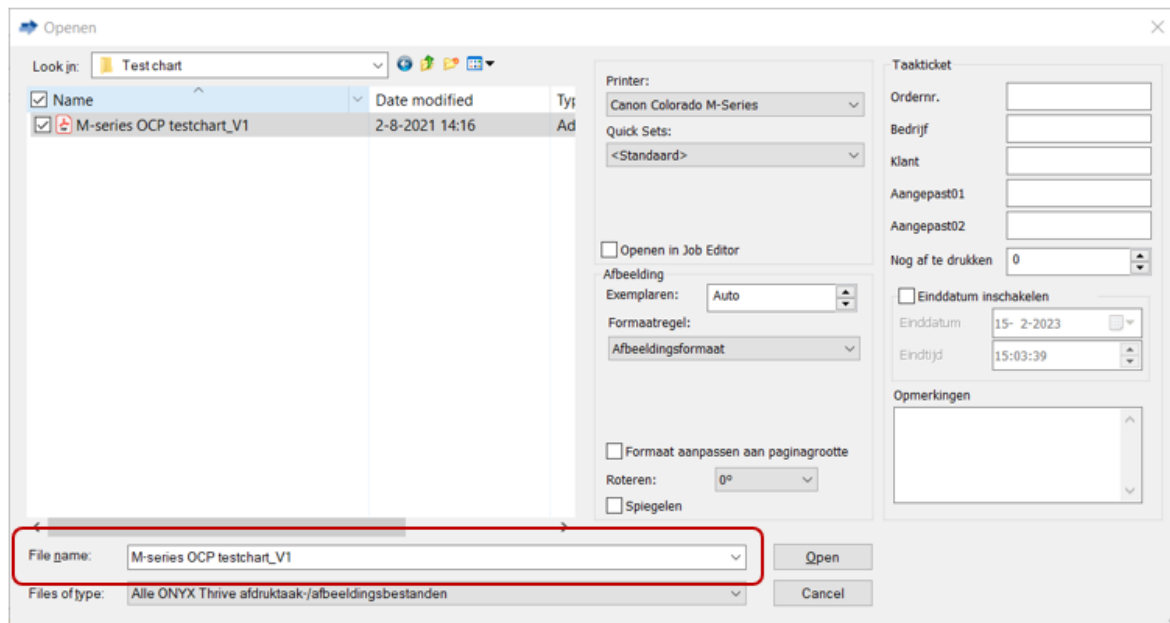 Openen
Look in: Test chart
Name Date modified Typ
M-series OCP testchart_V1 2-8-2021 14:16 Ad
Printer:
Canon Colorado M-Series
Quick Sets:
<Standaard>
Openen in Job Editor
Afbeelding
Exemplaren: Auto
Formaatregel:
Afbeeldingsformaat
Formaat aanpassen aan paginagrootte
Roteren: 0°
Spiegelen
Taakticket
Ordernr.
Bedrijf
Klant
Aangepast01
Aangepast02
Nog af te drukken 0
Einddatum inschakelen
Einddatum 15- 2-2023
Eindtijd 15:03:39
Opmerkingen
File name: M-series OCP testchart_V1 Open
Files of type: Alle ONYX Thrive afdruktaak-/afbeeldingsbestanden Cancel